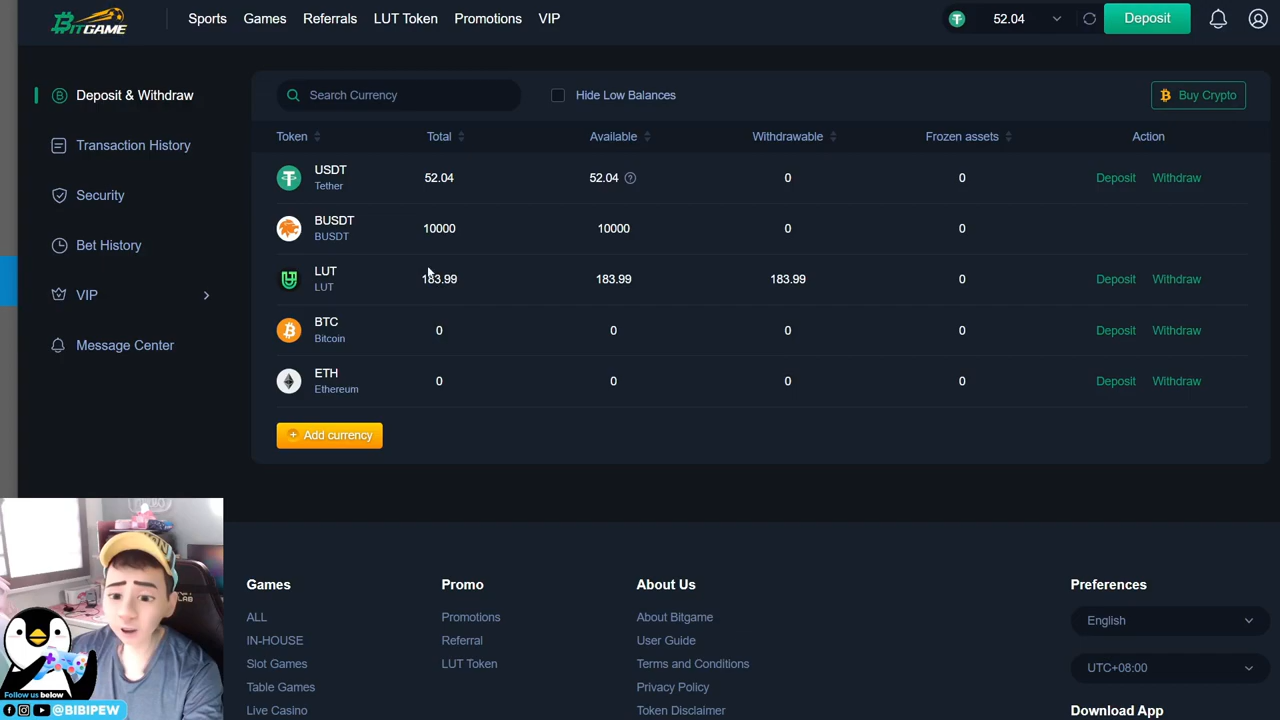 BITGAME
Sports Games Referrals LUT Token Promotions VIP
52.04
Deposit
Deposit & Withdraw
Transaction History
Security
Bet History
VIP
Message Center
Search Currency
Hide Low Balances
Buy Crypto
Token Total Available Withdrawable Frozen assets Action
USDT
Tether
52.04 52.04 0 0 Deposit Withdraw
BUSDT
BUSDT
10000 10000 0 0
LUT
LUT
183.99 183.99 183.99 0 Deposit Withdraw
BTC
Bitcoin
0 0 0 0 Deposit Withdraw
ETH
Ethereum
0 0 0 0 Deposit Withdraw
+ Add currency
Games
ALL
IN-HOUSE
Slot Games
Table Games
Live Casino
Promo
Promotions
Referral
LUT Token
About Us
About Bitgame
User Guide
Terms and Conditions
Privacy Policy
Token Disclaimer
Preferences
English
UTC+08:00
Download App
LAB
Follow us below
@BIBIPEW